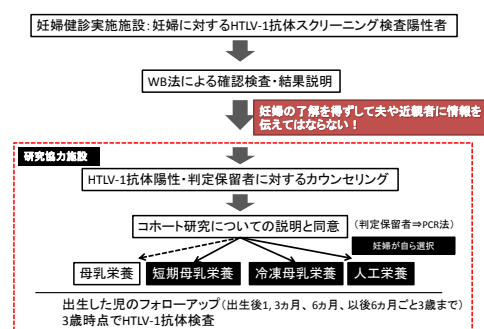 妊婦健診実施施設：妊婦に対するHTLV-1抗体スクリーニング検査陽性者
WB法による確認検査・結果説明
妊婦の了解を得ずして夫や近親者に情報を
伝えてはならない！
研究協力施設
HTLV-1抗体陽性・判定保留者に対するカウンセリング
コホート研究についての説明と同意
（判定保留者⇒PCR法）
妊婦が自ら選択
母乳栄養
短期母乳栄養
冷凍母乳栄養
人工栄養
出生した児のフォローアップ（出生後1, 3ヵ月、 6ヵ月、以後6ヵ月ごと3歳まで）
3歳時点でHTLV-1抗体検査